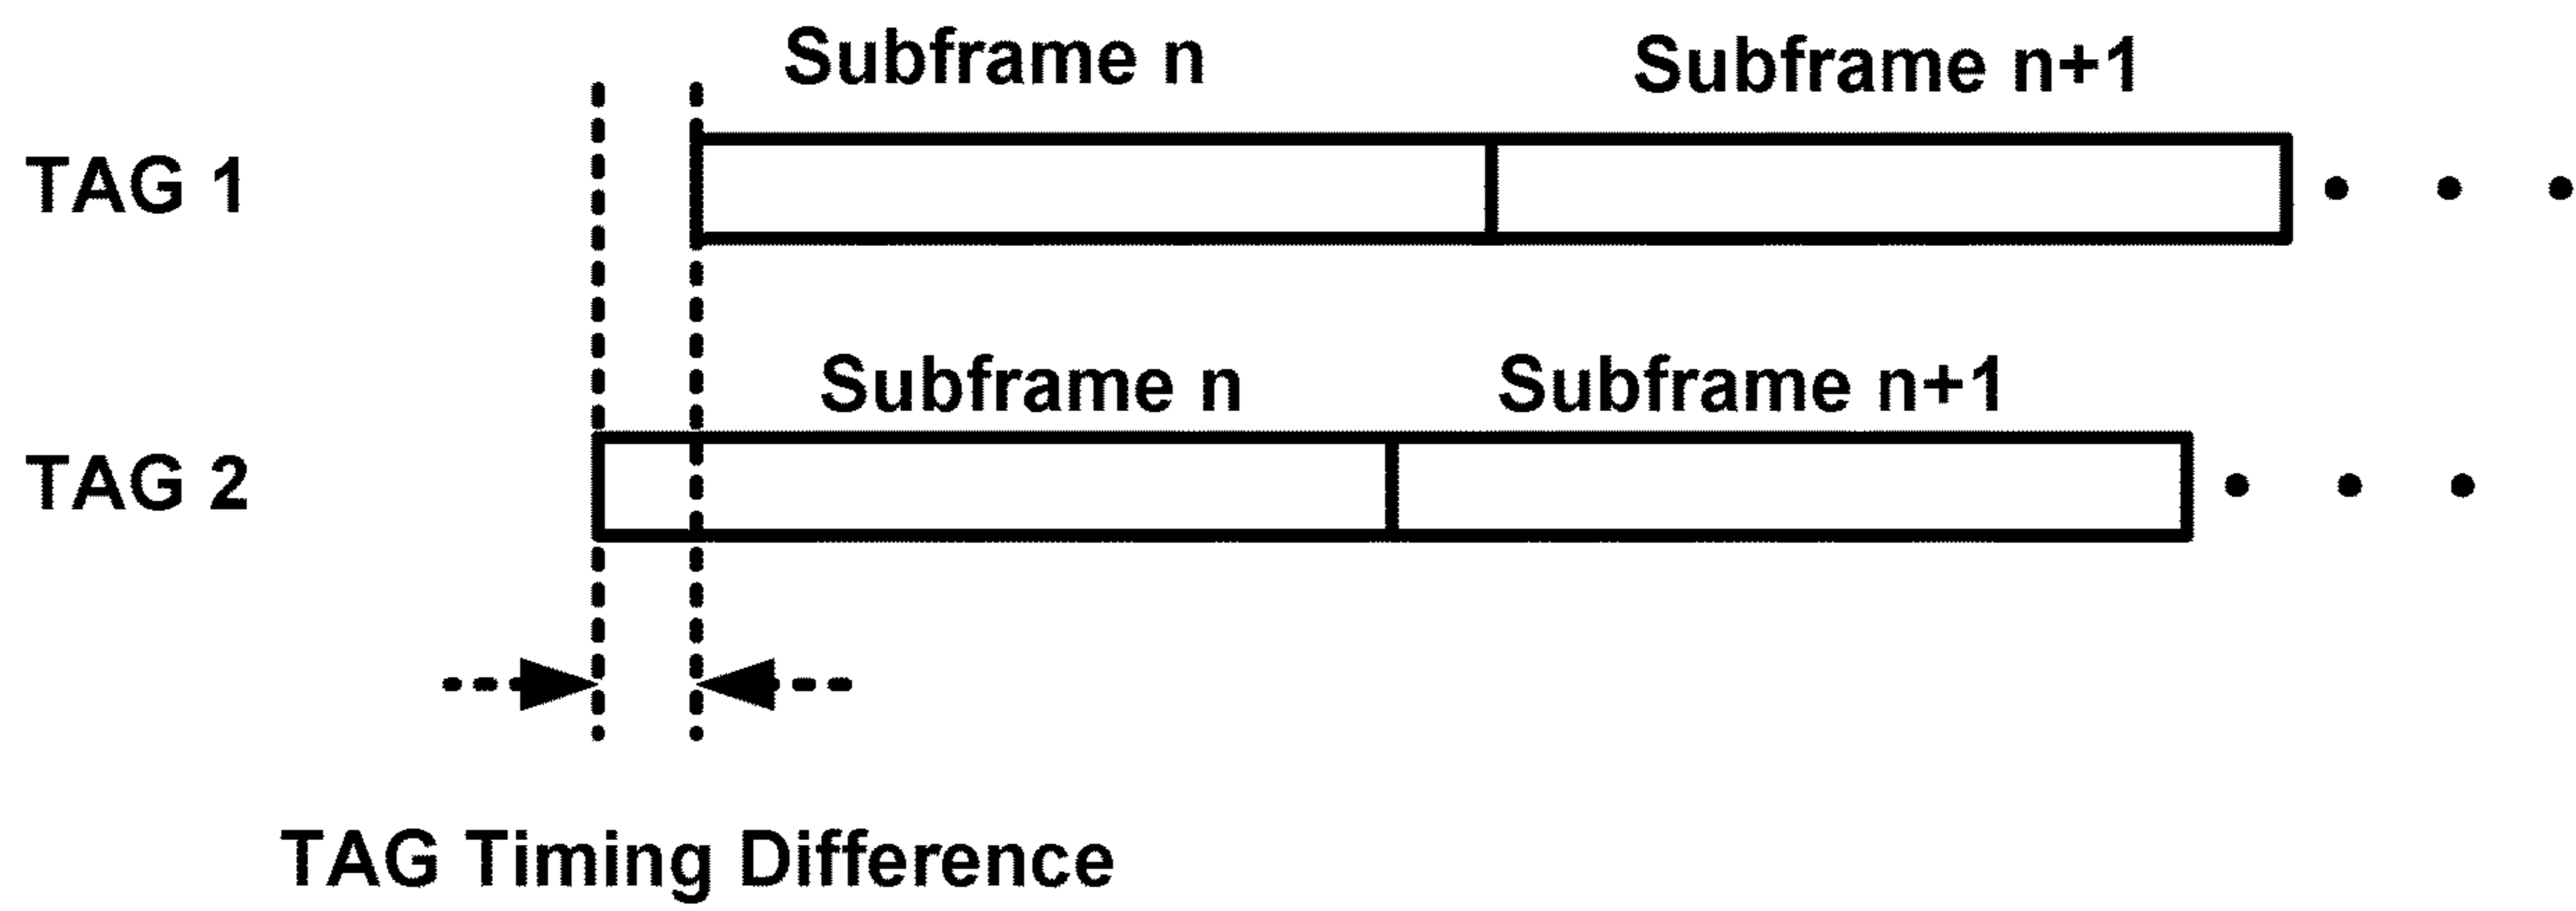 Subframe n
Subframe n+1
TAG 1
Subframe n
Subframe n+1
TAG 2
TAG Timing Difference